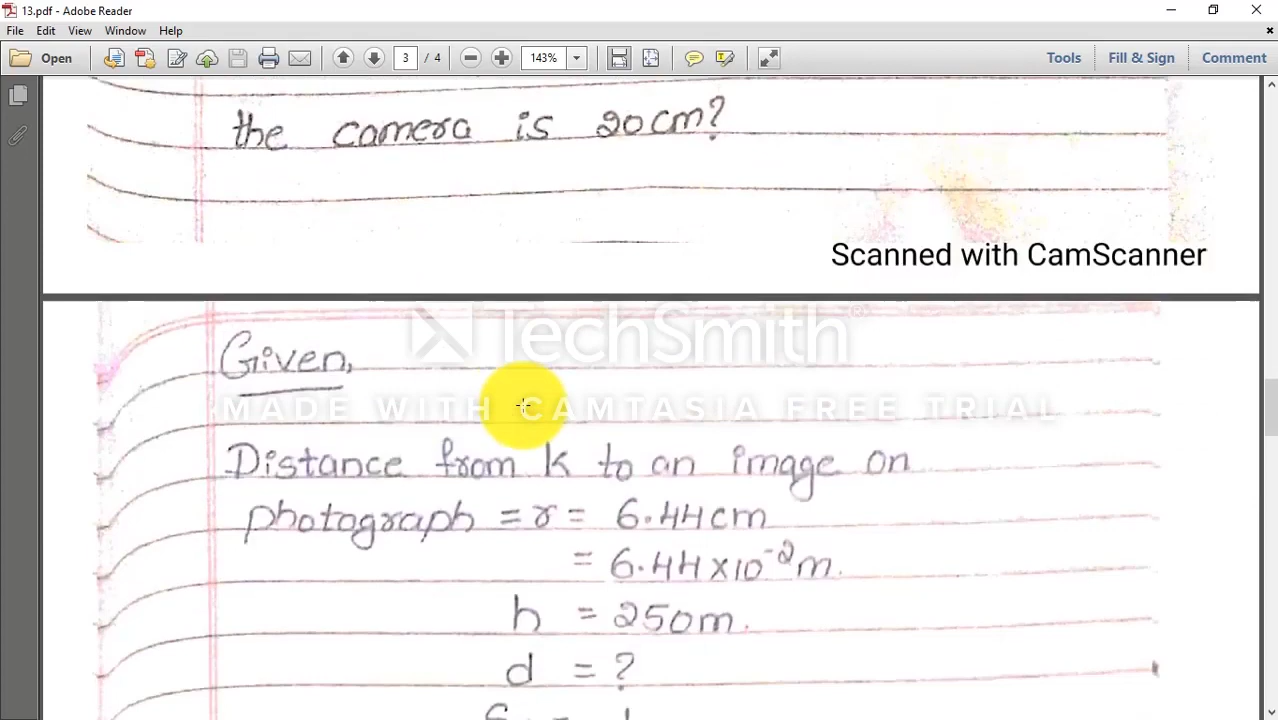 13.pdf - Adobe Reader
File Edit View Window Help
Open 3 / 4 143% Tools Fill & Sign Comment
the camera is 20cm?
Scanned with CamScanner
TechSmith®
Given,
MADE WITH CAMTASIA FREE TRIAL
Distance from k to an image on
photograph = r = 6.44cm
= 6.44×10⁻²m.
h = 250m.
d = ?